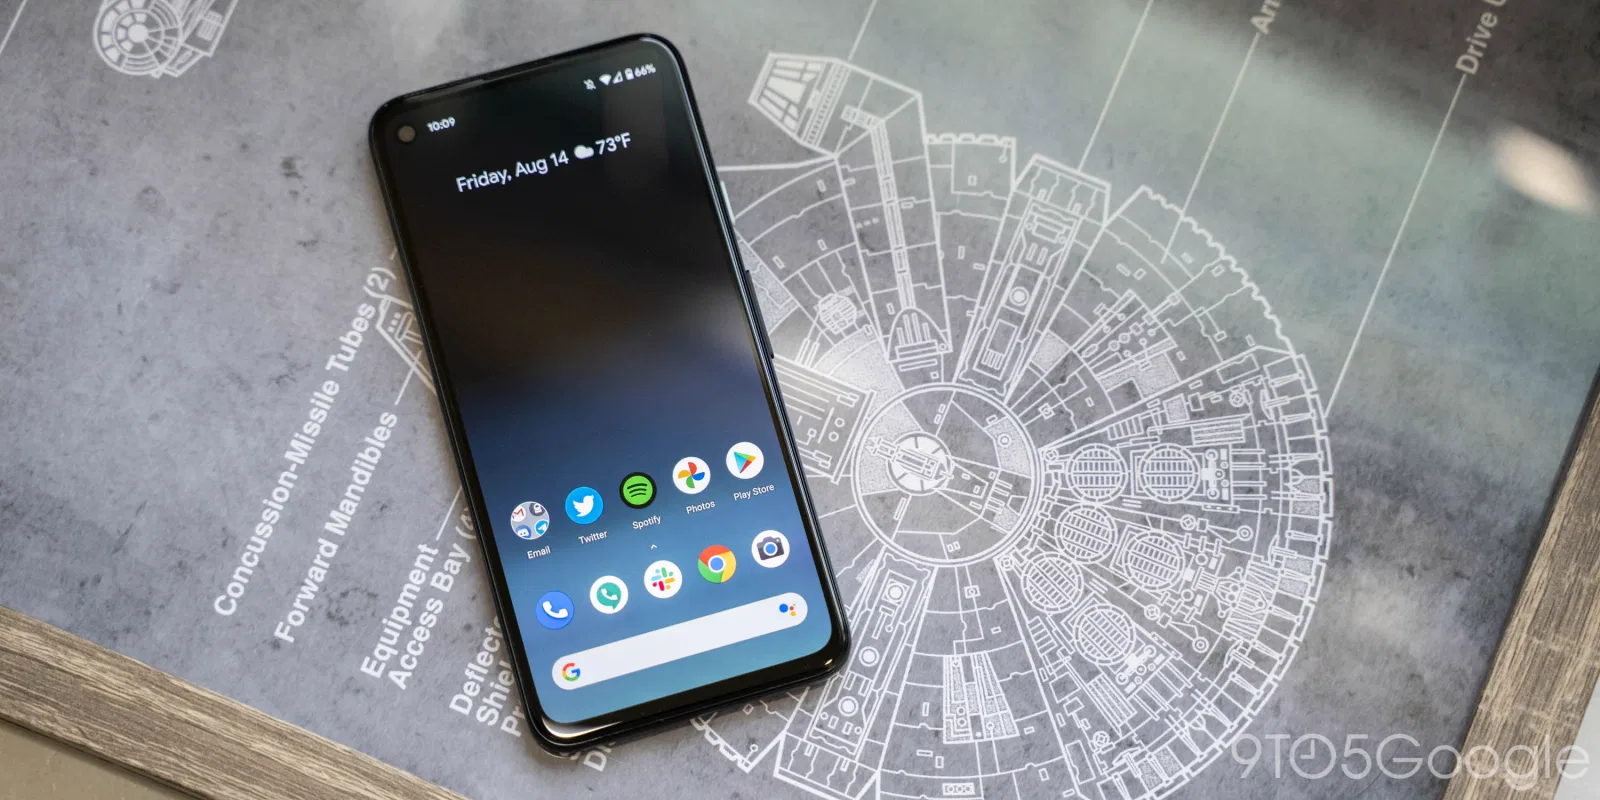 10:09
66%
Friday, Aug 14 73°F
Email
Twitter
Spotify
Photos
Play Store
Concussion-Missile Tubes (2)
Forward Mandibles
Equipment
Access Bay
Drive
9TO5Google